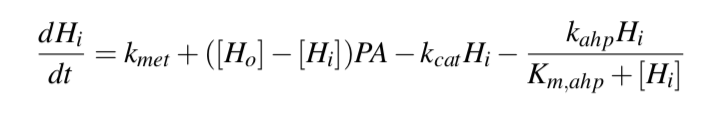 dH_i/dt = k_met + ([H_o] − [H_i])PA − k_cat H_i − k_ahp H_i / (K_m,ahp + [H_i])